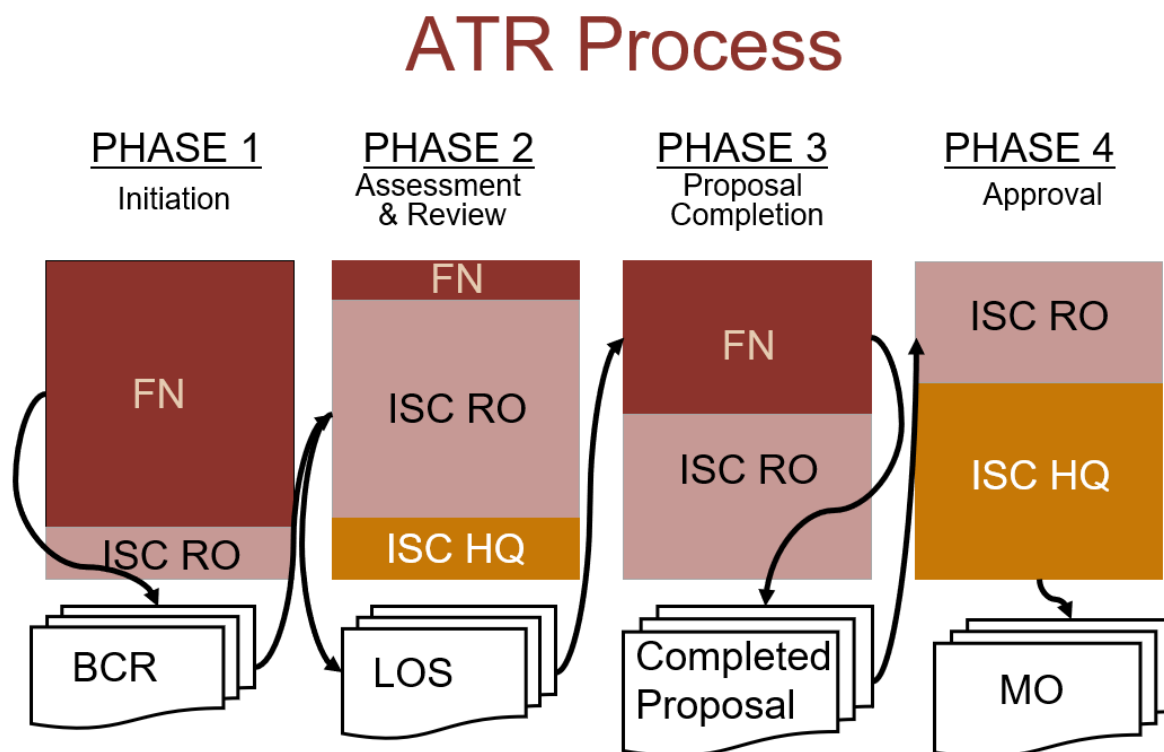 ATR Process
PHASE 1
Initiation
PHASE 2
Assessment
& Review
PHASE 3
Proposal
Completion
PHASE 4
Approval
FN
ISC RO
BCR
FN
ISC RO
ISC HQ
LOS
FN
ISC RO
Completed
Proposal
ISC RO
ISC HQ
MO